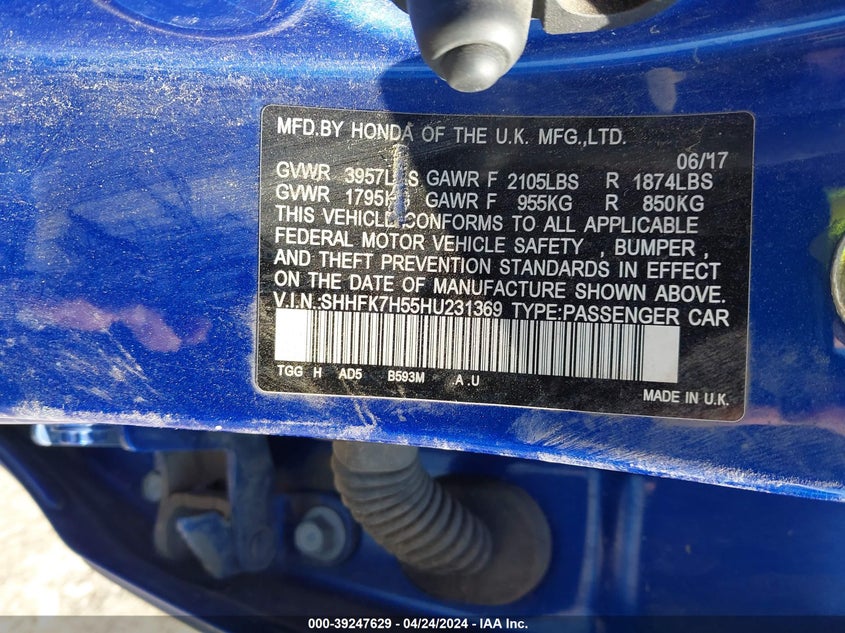 MFD.BY HONDA OF THE U.K. MFG.,LTD.
06/17
GVWR 3957LBS GAWR F 2105LBS R 1874LBS
GVWR 1795KG GAWR F 955KG R 850KG
THIS VEHICLE CONFORMS TO ALL APPLICABLE
FEDERAL MOTOR VEHICLE SAFETY , BUMPER ,
AND THEFT PREVENTION STANDARDS IN EFFECT
ON THE DATE OF MANUFACTURE SHOWN ABOVE.
V.I.N.:SHHFK7H55HU231369 TYPE:PASSENGER CAR
TGG H AD5 B593M A .U
MADE IN U.K.
000-39247629 / 04/24/2024 - IAA Inc.